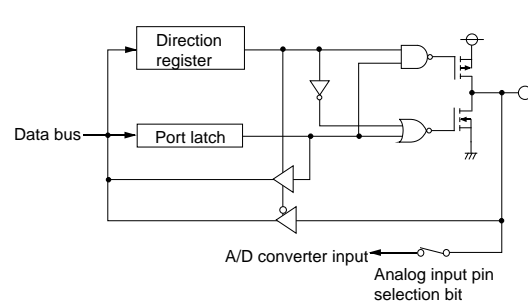 Direction
register
Data bus
Port latch
A/D converter input
Analog input pin
selection bit